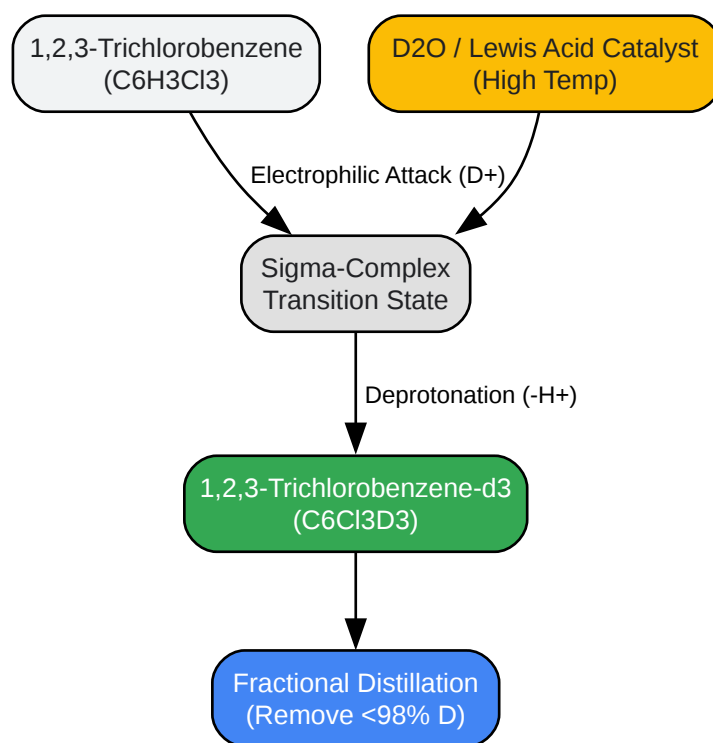 1,2,3-Trichlorobenzene
(C6H3Cl3)
D2O / Lewis Acid Catalyst
(High Temp)
Electrophilic Attack (D+)
Sigma-Complex
Transition State
Deprotonation (-H+)
1,2,3-Trichlorobenzene-d3
(C6Cl3D3)
Fractional Distillation
(Remove <98% D)